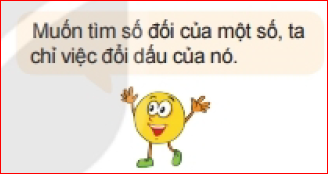 Muốn tìm số đối của một số, ta
chỉ việc đổi dấu của nó.